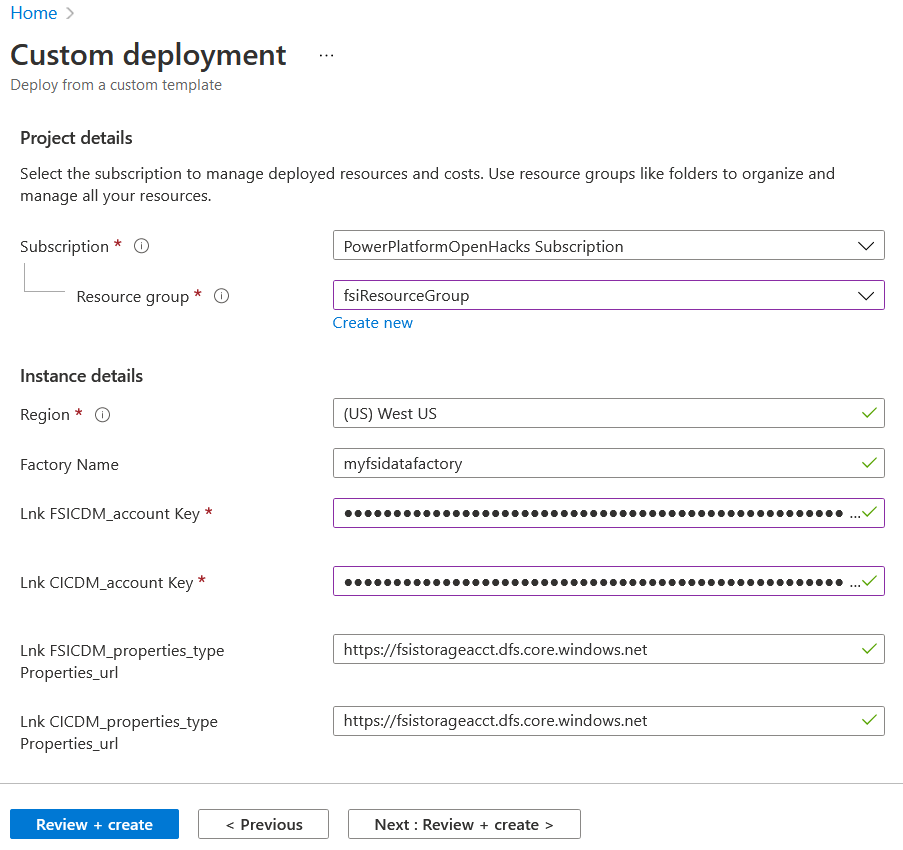 Home >
Custom deployment ...
Deploy from a custom template
Project details
Select the subscription to manage deployed resources and costs. Use resource groups like folders to organize and
manage all your resources.
Subscription * PowerPlatformOpenHacks Subscription
Resource group * fsiResourceGroup
Create new
Instance details
Region * (US) West US
Factory Name myfsidatafactory
Lnk FSICDM_account Key *
Lnk CICDM_account Key *
Lnk FSICDM_properties_type https://fsistorageacct.dfs.core.windows.net
Properties_url
Lnk CICDM_properties_type https://fsistorageacct.dfs.core.windows.net
Properties_url
Review + create < Previous Next : Review + create >